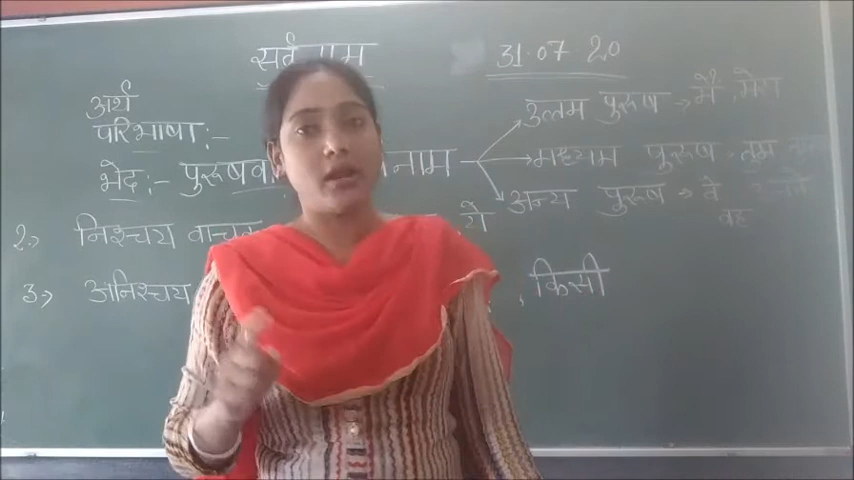 सर्वनाम 31.07.20
अर्थ
परिभाषा:-
उत्तम पुरुष → मैं, मेरा
भेद:- पुरुषव नाम मध्यम पुरुष → तुम
अन्य पुरुष → वे
वह
2:> निश्चय वाचक ये
3:> अनिश्चय , किसी